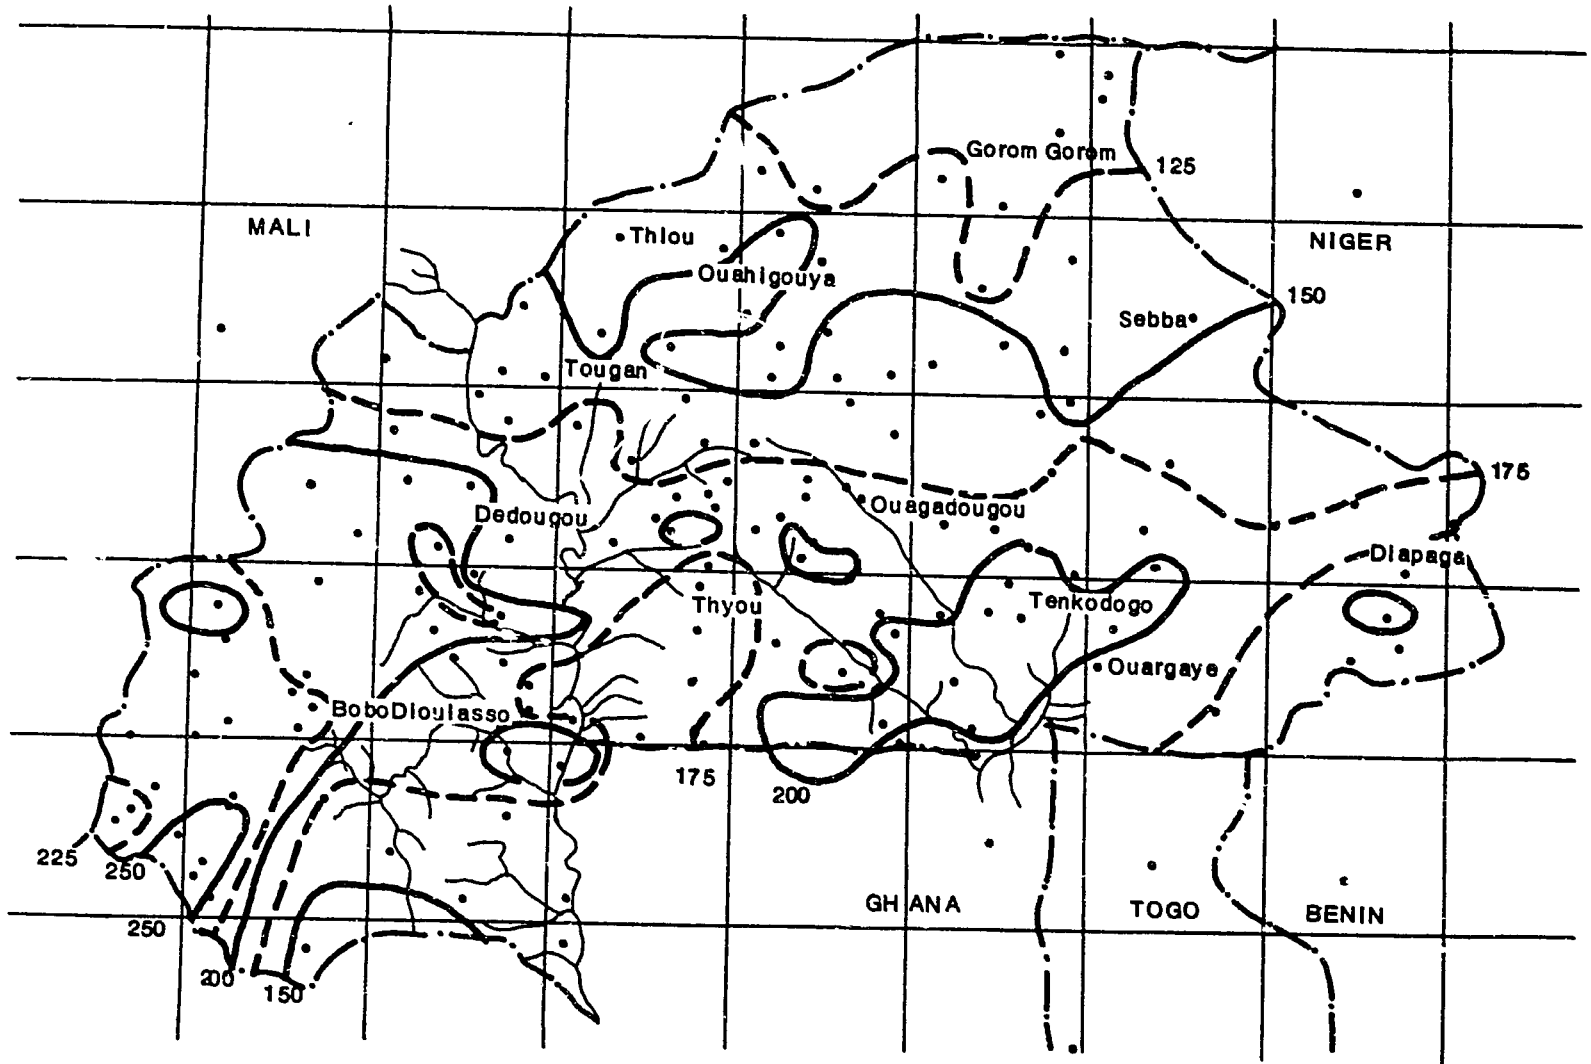 Gorom Gorom
125
MALI
Thiou
NIGER
Ouahigouya
150
Sebba
Tougan
175
Ouagadougou
Dedougou
Diapaga
Thyou
Tenkodogo
Ouargaye
BoboDioulasso
175
200
225
250
GHANA
TOGO
BENIN
250
200
150